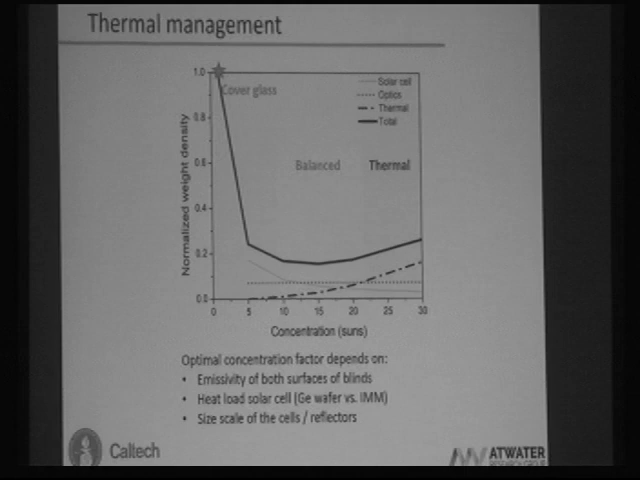 Thermal management
1.0
Cover glass
Solar cell
Optics
Thermal
Total
0.8
0.6
Balanced Thermal
0.4
0.2
0.0
Normalized weight density
0 5 10 15 20 25 30
Concentration (suns)
Optimal concentration factor depends on:
• Emissivity of both surfaces of blinds
• Heat load solar cell (Ge wafer vs. IMM)
• Size scale of the cells / reflectors
Caltech
ATWATER
RESEARCH GROUP